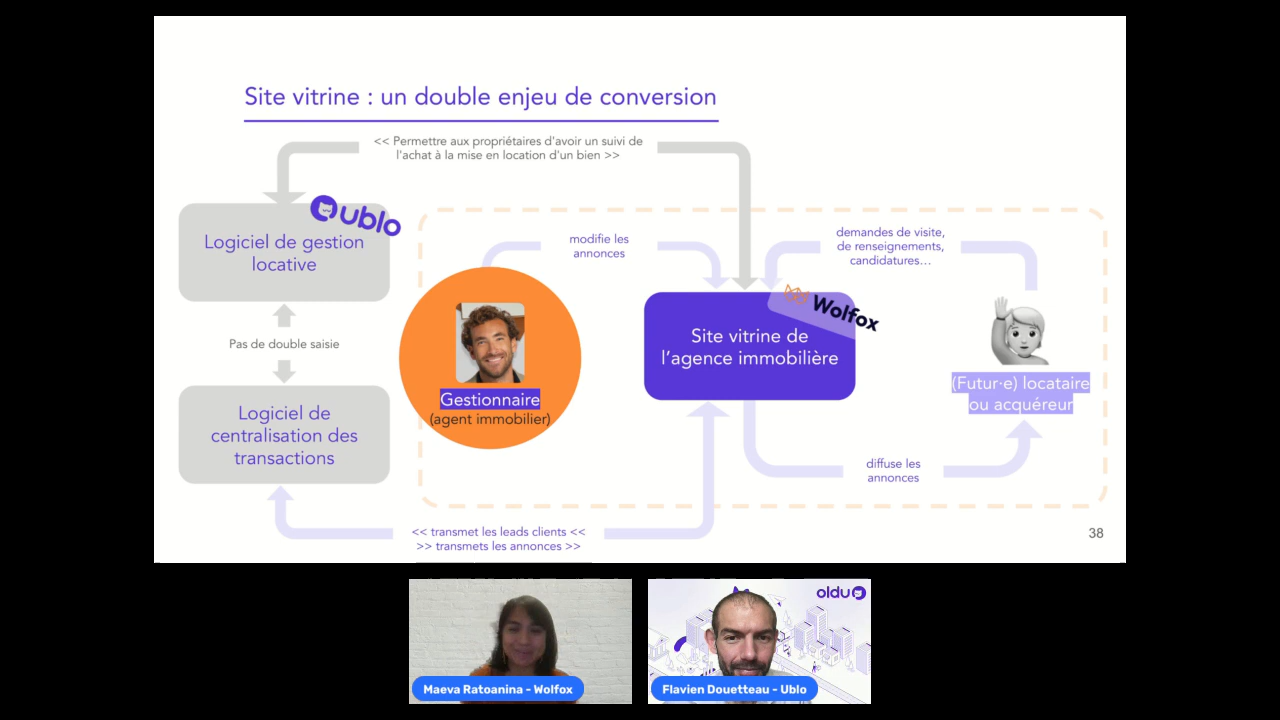 Site vitrine : un double enjeu de conversion
<< Permettre aux propriétaires d'avoir un suivi de
l'achat à la mise en location d'un bien >>
ublo
Logiciel de gestion
locative
modifie les
annonces
demandes de visite,
de renseignements,
candidatures...
Wolfox
Site vitrine de
l'agence immobilière
Pas de double saisie
Gestionnaire
(agent immobilier)
(Futur·e) locataire
ou acquéreur
Logiciel de
centralisation des
transactions
diffuse les
annonces
<< transmet les leads clients <<
>> transmets les annonces >>
38
oldu
Maeva Ratoanina - Wolfox
Flavien Douetteau - Ublo